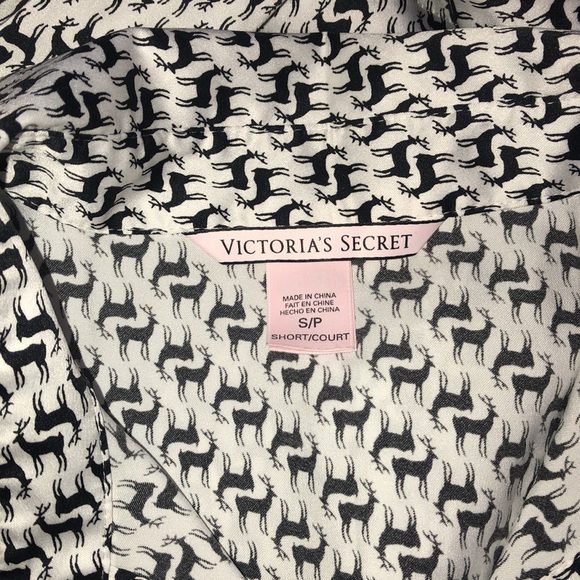 VICTORIA'S SECRET
MADE IN CHINA
FAIT EN CHINE
HECHO EN CHINA
S/P
SHORT/COURT